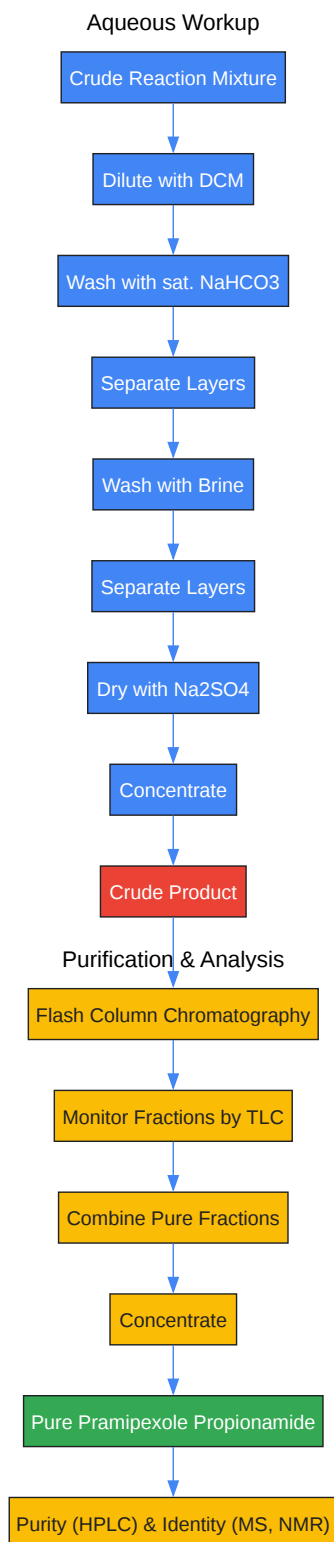 Aqueous Workup
Crude Reaction Mixture
Dilute with DCM
Wash with sat. NaHCO3
Separate Layers
Wash with Brine
Separate Layers
Dry with Na2SO4
Concentrate
Crude Product
Purification & Analysis
Flash Column Chromatography
Monitor Fractions by TLC
Combine Pure Fractions
Concentrate
Pure Pramipexole Propionamide
Purity (HPLC) & Identity (MS, NMR)